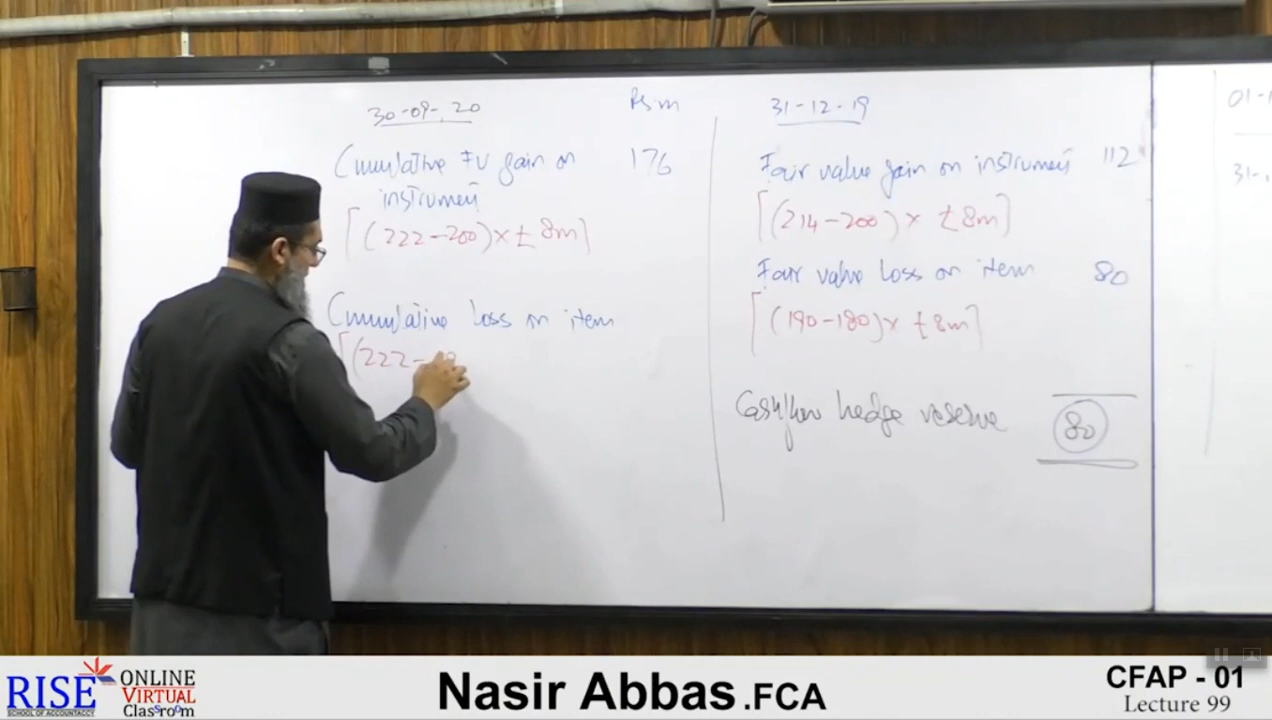 30-09-20 Rs.m
Cumulative FV gain on 176
instrument
[(222-200)×£8m]
Cumulative Loss on item
[(222-
31-12-19
Fair value gain on instrument 112
[(214-200)×£8m]
Fair value Loss on item 80
[(190-180)×£8m]
Cashflow hedge reserve 80
01-1
31-
RISE
SCHOOL OF ACCOUNTANCY
ONLINE
VIRTUAL
Classroom
Nasir Abbas.FCA
CFAP - 01
Lecture 99